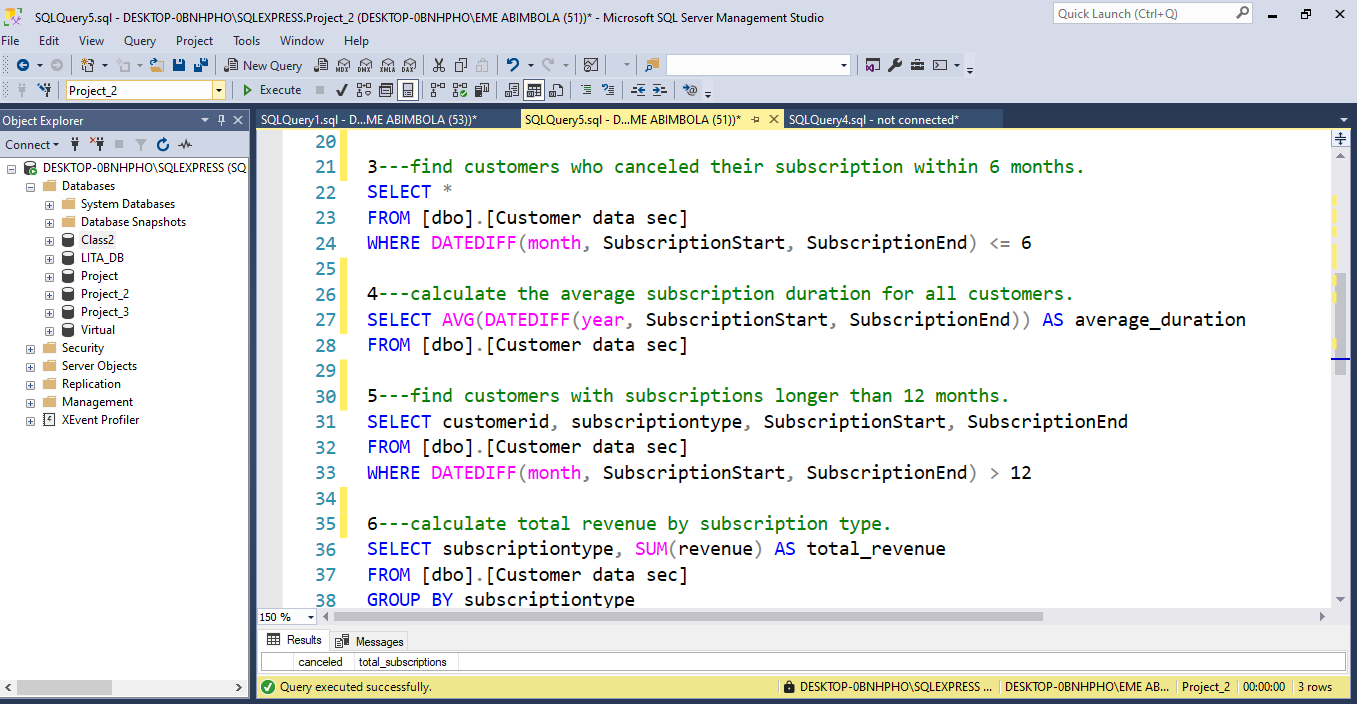 SQLQuery5.sql - DESKTOP-0BNHPHO\SQLEXPRESS.Project_2 (DESKTOP-0BNHPHO\EME ABIMBOLA (51))* - Microsoft SQL Server Management Studio
Quick Launch (Ctrl+Q)
File Edit View Query Project Tools Window Help
New Query MDX DMX XMLA DAX
Project_2 Execute
Object Explorer
SQLQuery1.sql - D...ME ABIMBOLA (53))* SQLQuery5.sql - D...ME ABIMBOLA (51))* SQLQuery4.sql - not connected*
Connect
DESKTOP-0BNHPHO\SQLEXPRESS (SQ
Databases
System Databases
Database Snapshots
Class2
LITA_DB
Project
Project_2
Project_3
Virtual
Security
Server Objects
Replication
Management
XEvent Profiler
20
21 3---find customers who canceled their subscription within 6 months.
22 SELECT *
23 FROM [dbo].[Customer data sec]
24 WHERE DATEDIFF(month, SubscriptionStart, SubscriptionEnd) <= 6
25
26 4---calculate the average subscription duration for all customers.
27 SELECT AVG(DATEDIFF(year, SubscriptionStart, SubscriptionEnd)) AS average_duration
28 FROM [dbo].[Customer data sec]
29
30 5---find customers with subscriptions longer than 12 months.
31 SELECT customerid, subscriptiontype, SubscriptionStart, SubscriptionEnd
32 FROM [dbo].[Customer data sec]
33 WHERE DATEDIFF(month, SubscriptionStart, SubscriptionEnd) > 12
34
35 6---calculate total revenue by subscription type.
36 SELECT subscriptiontype, SUM(revenue) AS total_revenue
37 FROM [dbo].[Customer data sec]
38 GROUP BY subscriptiontype
150 %
Results Messages
canceled total_subscriptions
Query executed successfully. DESKTOP-0BNHPHO\SQLEXPRESS ... DESKTOP-0BNHPHO\EME AB... Project_2 00:00:00 3 rows